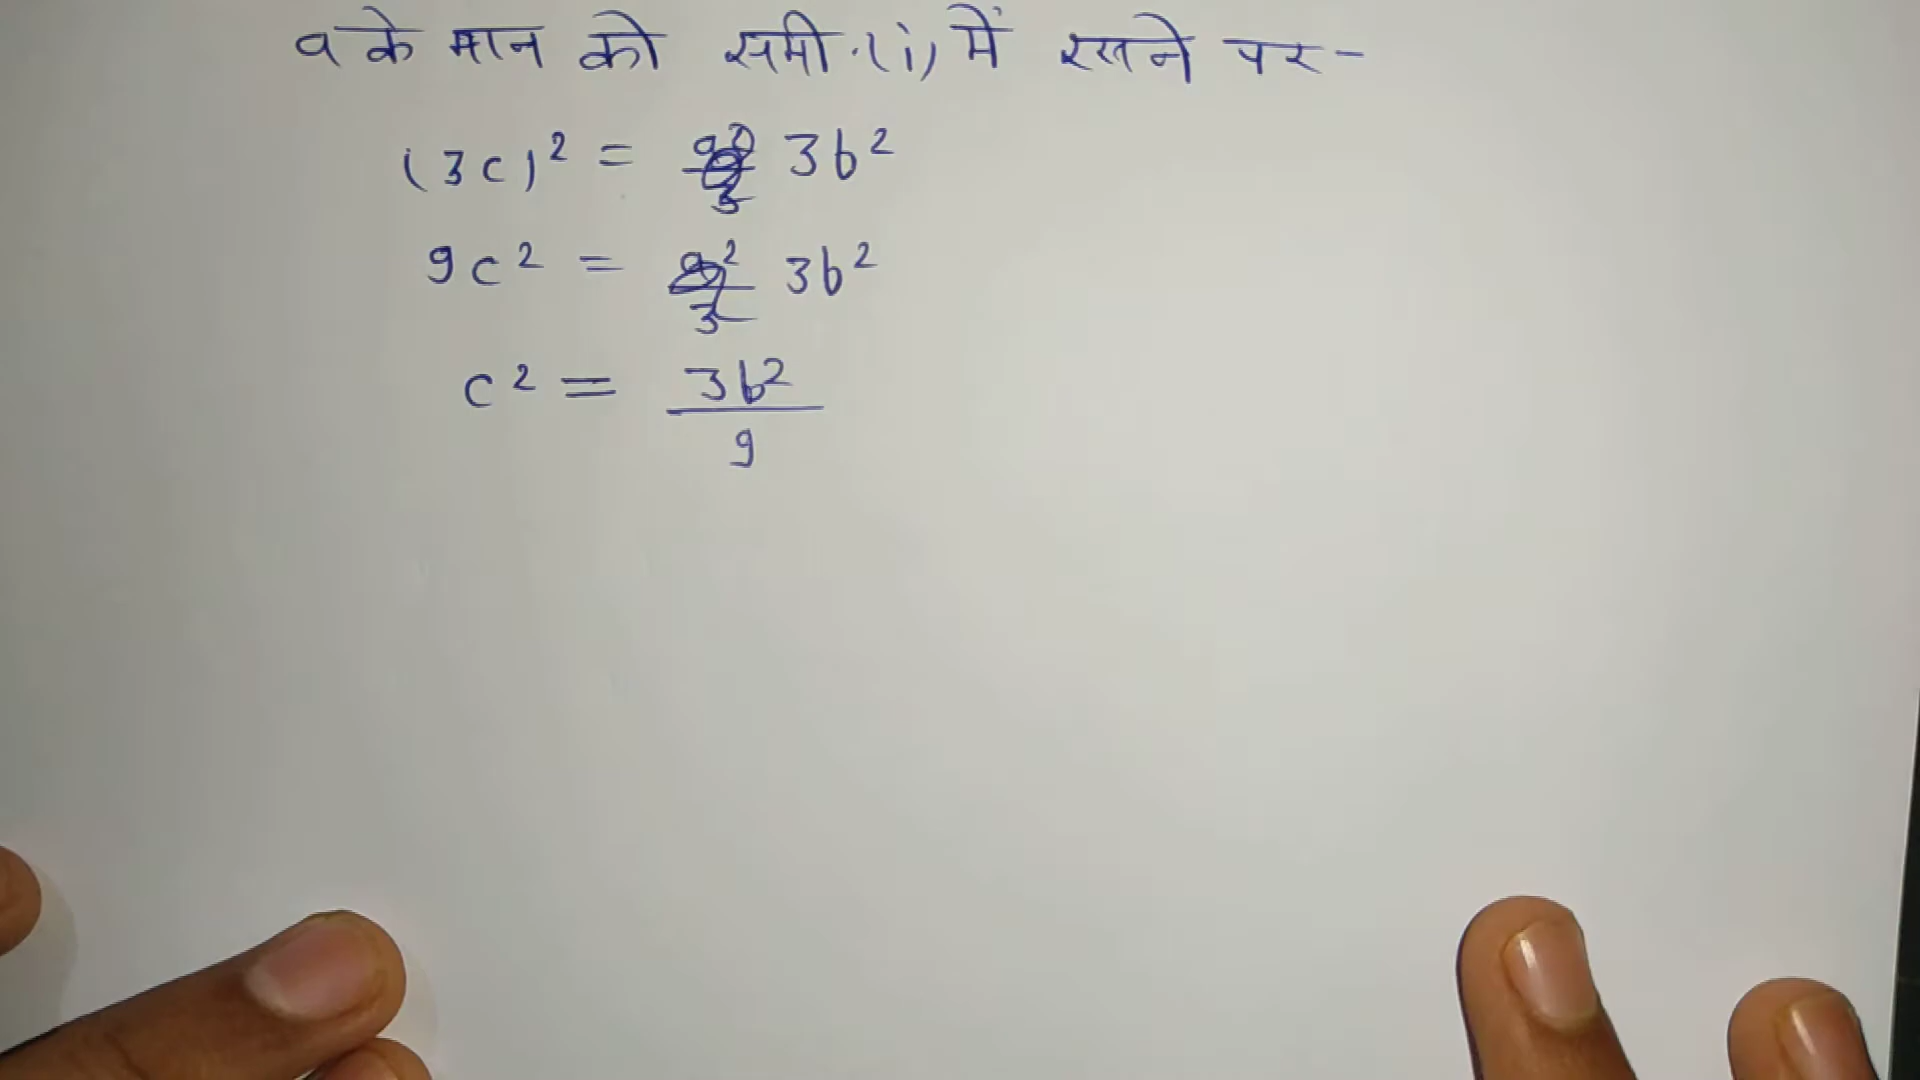 a के मान को समी.(i) में रखने पर-
(3c)² = 3b²
9c² = 3b²
c² = 3b²/9